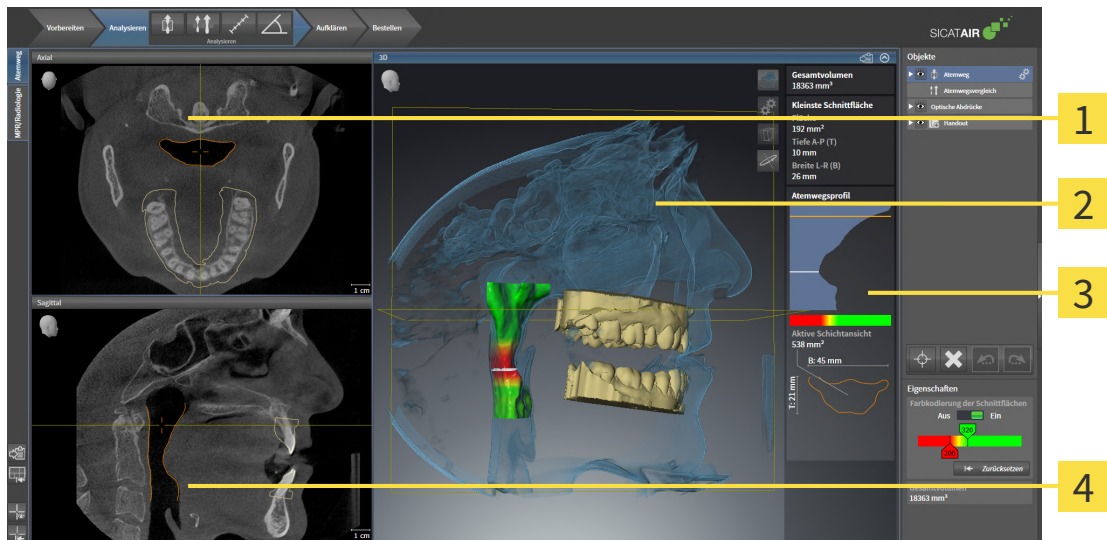 Vorbereiten
Analysieren
Analysieren
Aufklären
Bestellen
SICATAIR
Atemweg
MPR/Radiologie
Axial
1 cm
Sagittal
1 cm
3D
Gesamtvolumen
18363 mm³
Kleinste Schnittfläche
Fläche
192 mm²
Tiefe A-P (T)
10 mm
Breite L-R (B)
26 mm
Atemwegsprofil
Aktive Schichtansicht
538 mm²
B: 45 mm
T: 21 mm
Objekte
Atemweg
Atemwegsvergleich
Optische Abdrücke
Handout
Eigenschaften
Farbkodierung der Schnittflächen
Aus
Ein
320
Zurücksetzen
Gesamtvolumen
18363 mm³
1
2
3
4